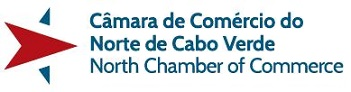 Câmara de Comércio do
Norte de Cabo Verde
North Chamber of Commerce